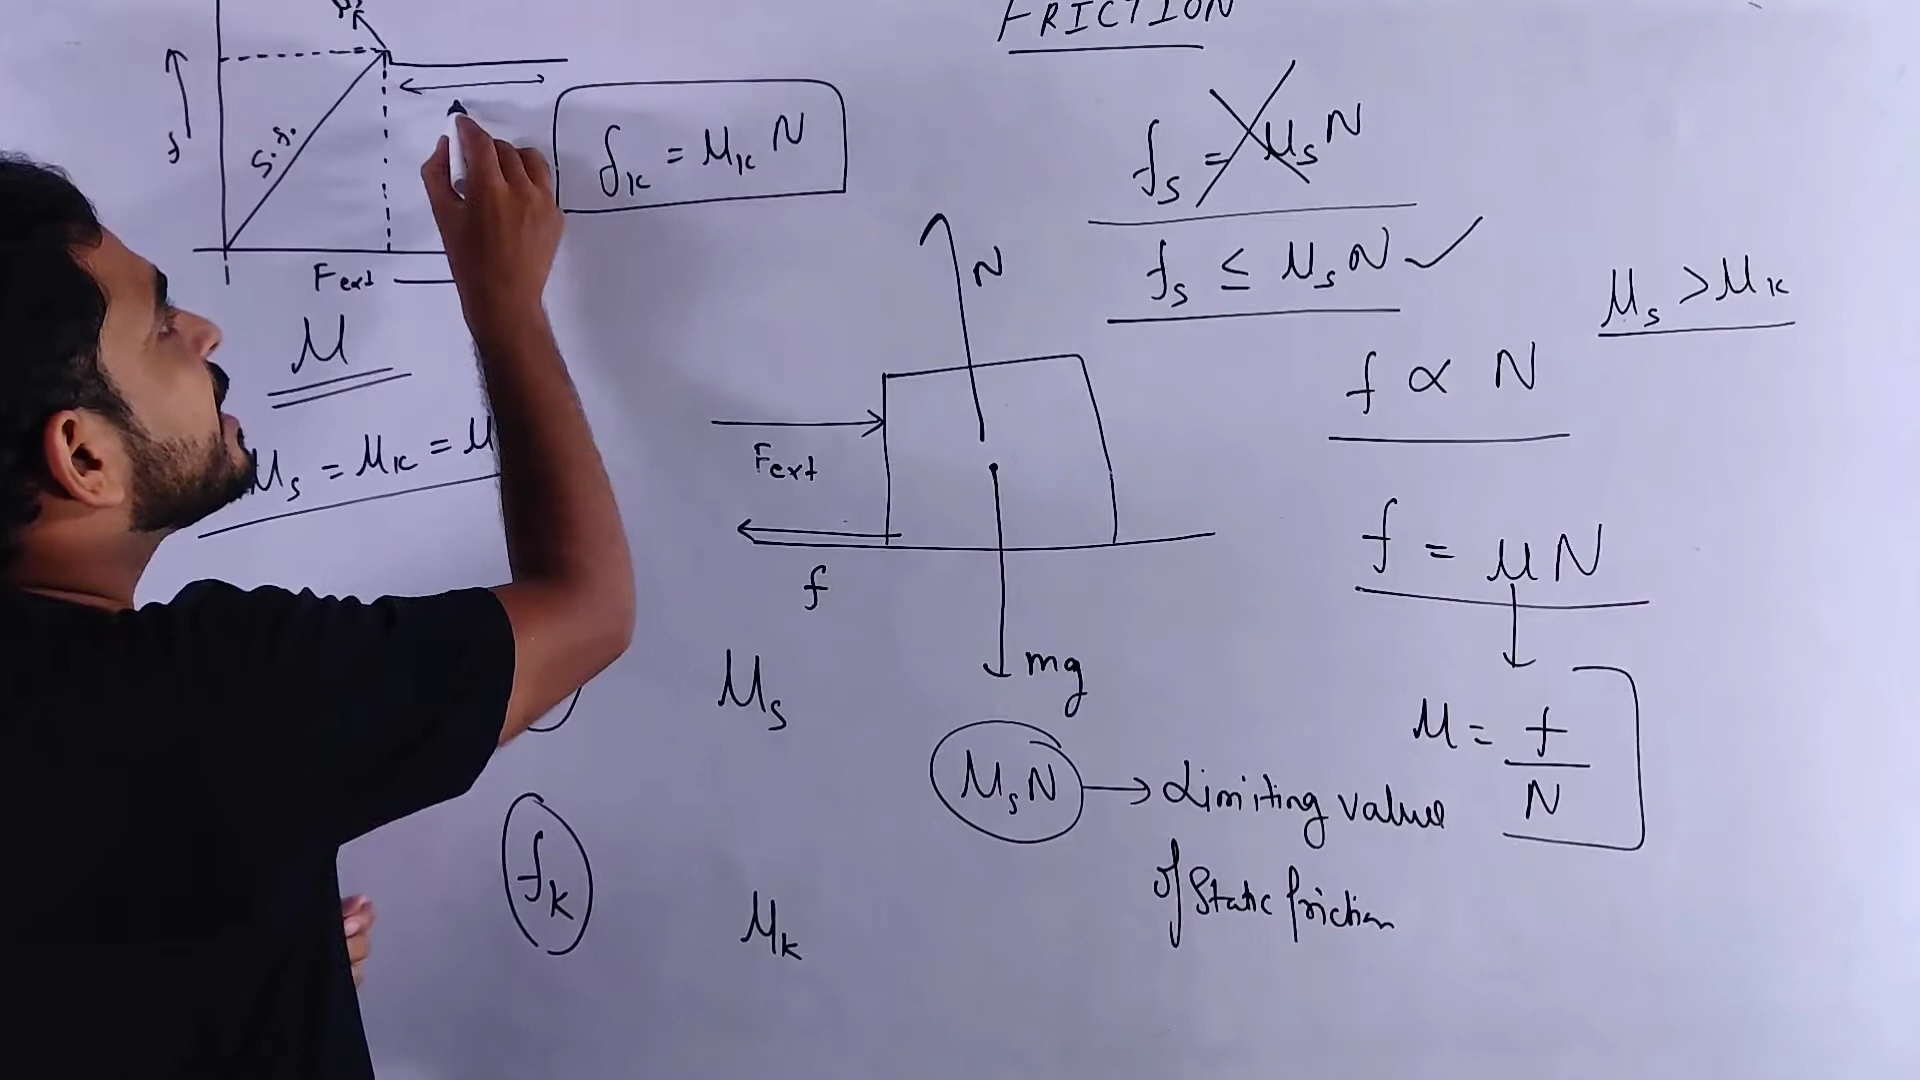 FRICTION
f
S.f.
Fext
fk = μk N
fs = μs N
fs ≤ μs N ✓
μs > μk
f ∝ N
f = μN
μ = f/N
μ
μs = μk = μ
N
Fext
f
mg
μs
μsN → Limiting value
of Static friction
fk
μk